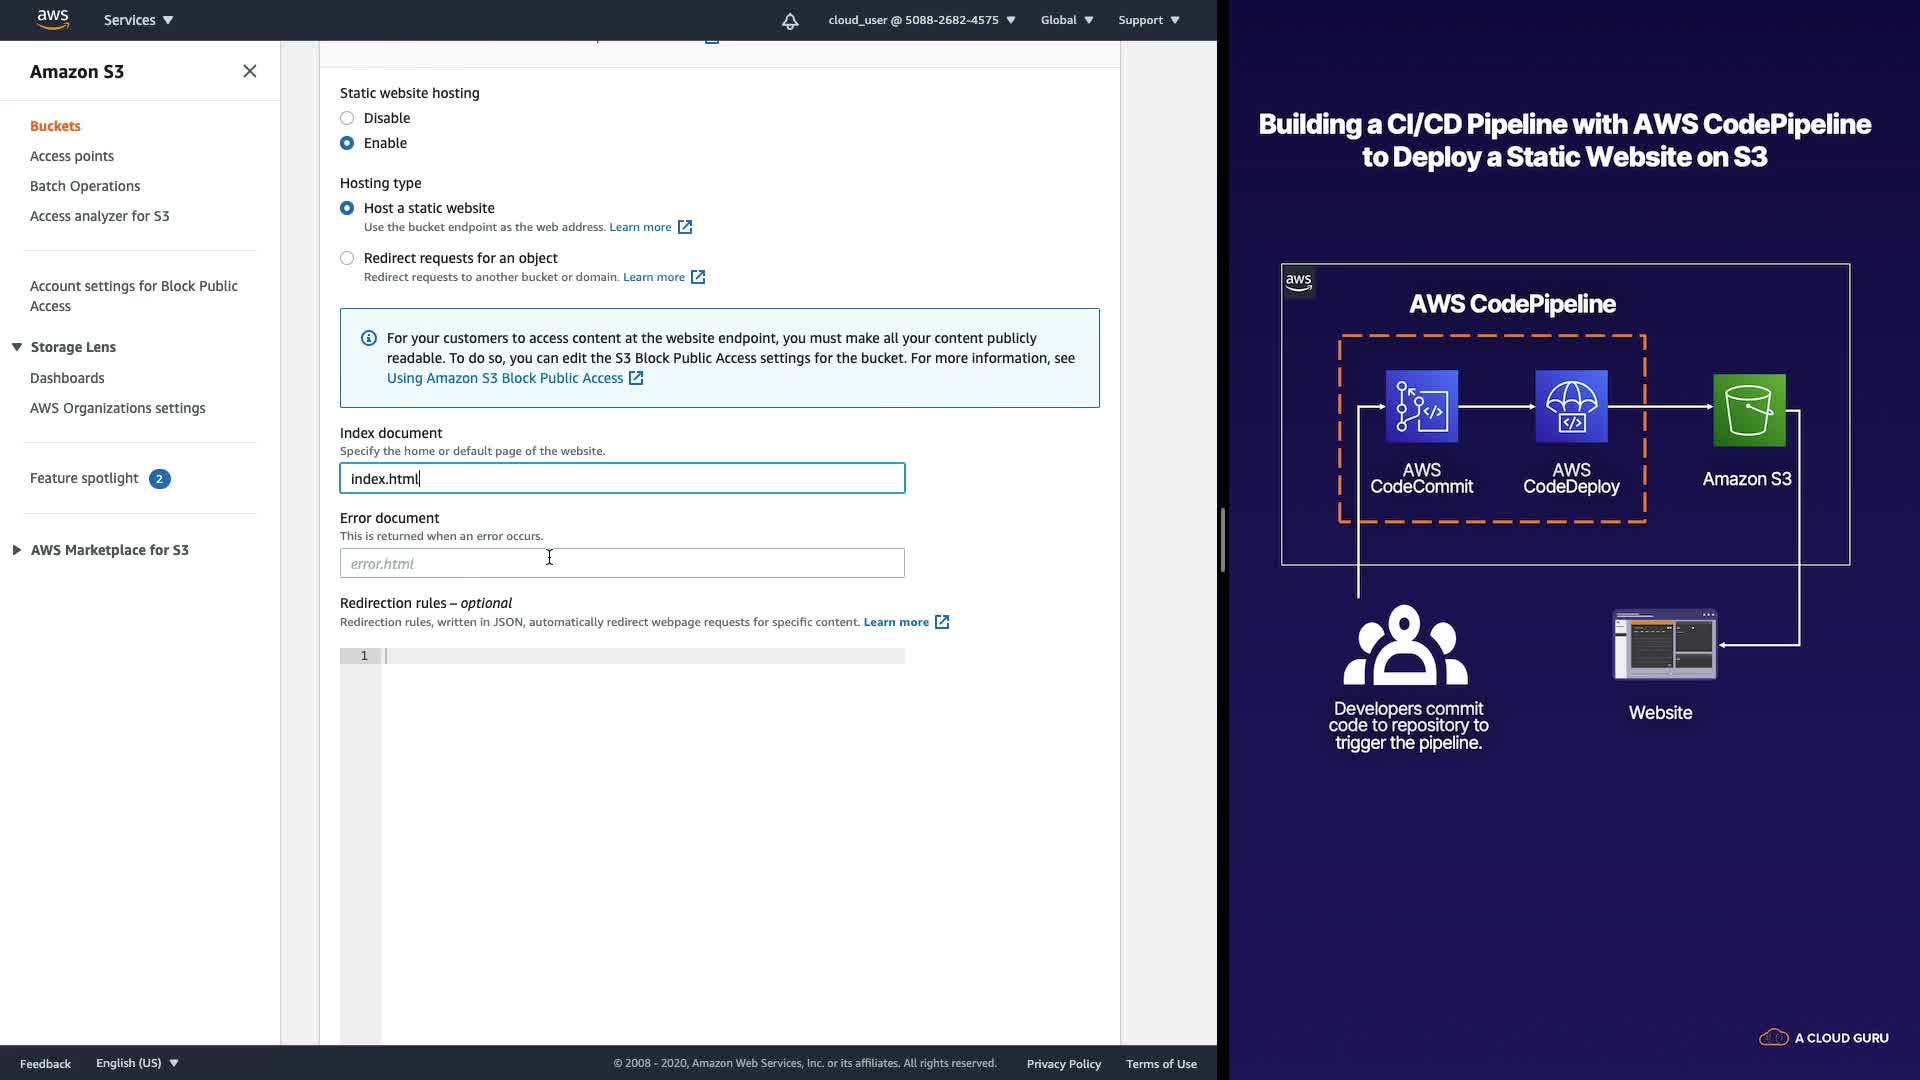 aws
Services
cloud_user @ 5088-2682-4575
Global
Support
Amazon S3
Buckets
Access points
Batch Operations
Access analyzer for S3
Account settings for Block Public
Access
Storage Lens
Dashboards
AWS Organizations settings
Feature spotlight 2
AWS Marketplace for S3
Static website hosting
Disable
Enable
Hosting type
Host a static website
Use the bucket endpoint as the web address. Learn more
Redirect requests for an object
Redirect requests to another bucket or domain. Learn more
For your customers to access content at the website endpoint, you must make all your content publicly
readable. To do so, you can edit the S3 Block Public Access settings for the bucket. For more information, see
Using Amazon S3 Block Public Access
Index document
Specify the home or default page of the website.
index.html
Error document
This is returned when an error occurs.
error.html
Redirection rules – optional
Redirection rules, written in JSON, automatically redirect webpage requests for specific content. Learn more
1
Feedback
English (US)
© 2008 - 2020, Amazon Web Services, Inc. or its affiliates. All rights reserved.
Privacy Policy
Terms of Use
Building a CI/CD Pipeline with AWS CodePipeline
to Deploy a Static Website on S3
aws
AWS CodePipeline
AWS
CodeCommit
AWS
CodeDeploy
Amazon S3
Developers commit
code to repository to
trigger the pipeline.
Website
A CLOUD GURU